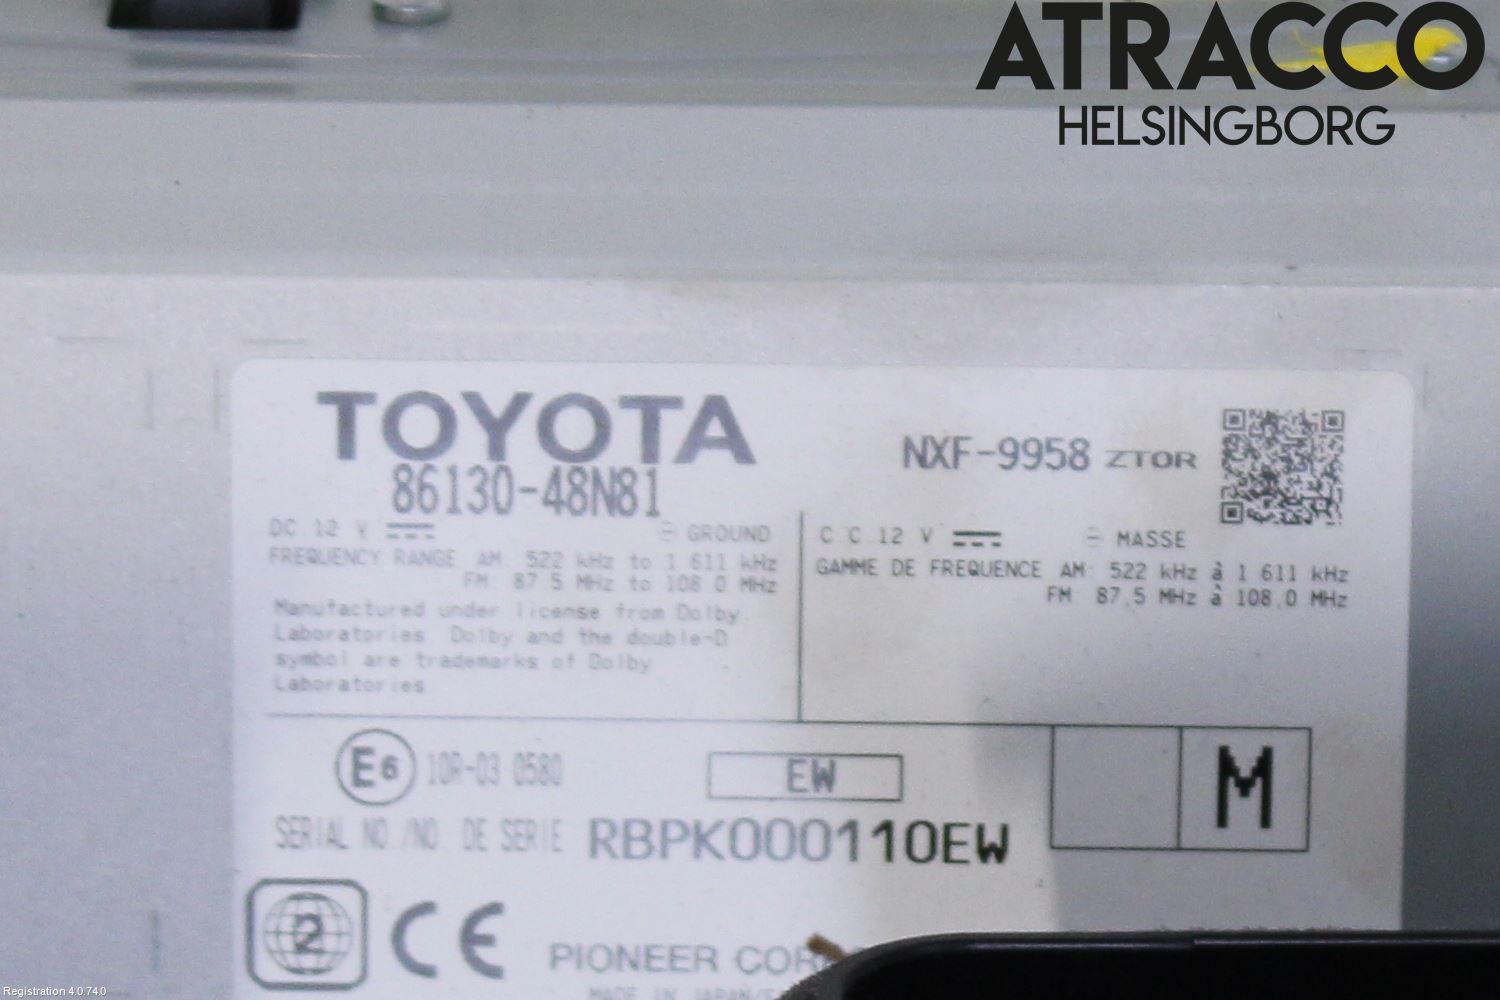 ATRACCO
HELSINGBORG
TOYOTA
86130-48N81
NXF-9958 ZTOR
DC 12 V GROUND
FREQUENCY RANGE AM: 522 kHz to 1 611 kHz
FM: 87.5 MHz to 108.0 MHz
Manufactured under license from Dolby
Laboratories. Dolby and the double-D
symbol are trademarks of Dolby
Laboratories
C.C.12 V MASSE
GAMME DE FREQUENCE AM: 522 kHz à 1 611 kHz
FM 87,5 MHz à 108,0 MHz
E6 10R-03 0580
EW
M
SERIAL NO./NO. DE SERIE RBPK000110EW
2 CE
PIONEER COR
MADE IN JAPAN/F
Registration 4.0.74.0